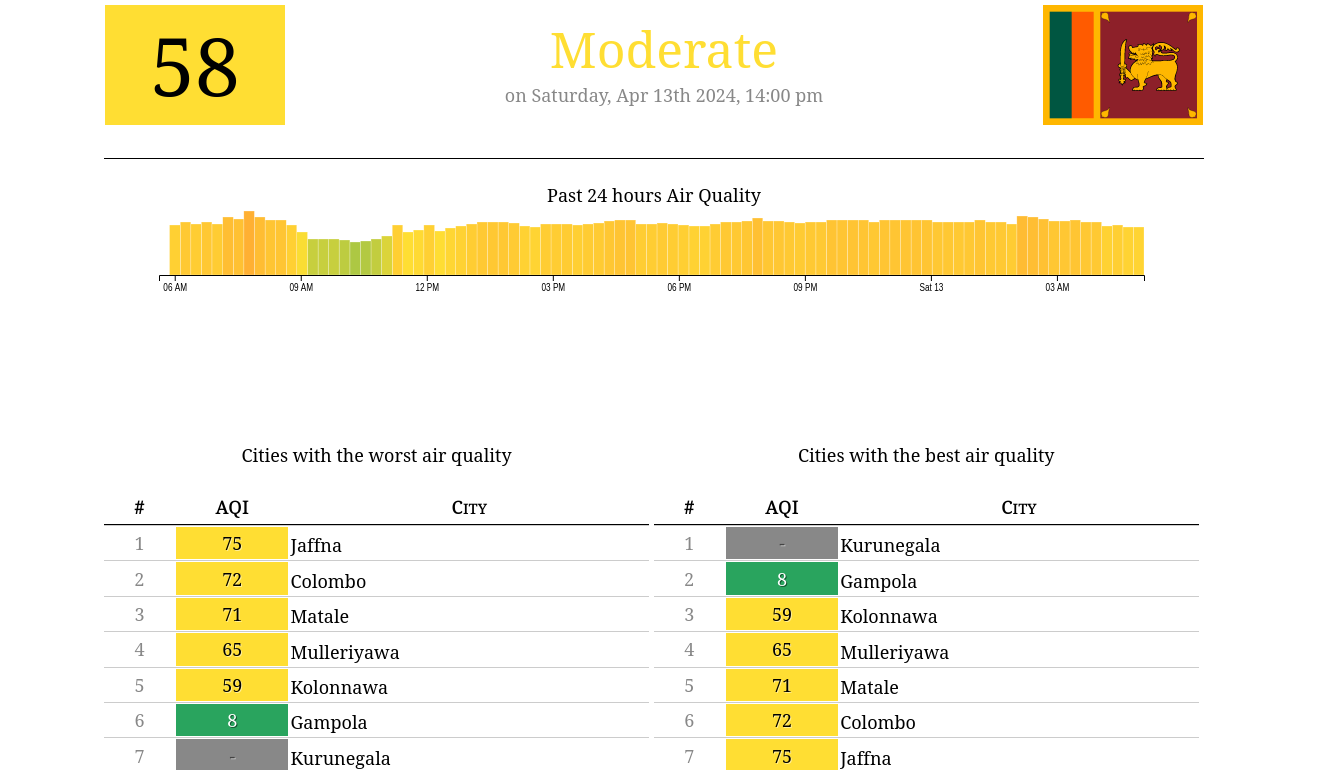 58
Moderate
on Saturday, Apr 13th 2024, 14:00 pm
Past 24 hours Air Quality
06 AM 09 AM 12 PM 03 PM 06 PM 09 PM Sat 13 03 AM
Cities with the worst air quality
# AQI City
1 75 Jaffna
2 72 Colombo
3 71 Matale
4 65 Mulleriyawa
5 59 Kolonnawa
6 8 Gampola
7 - Kurunegala
Cities with the best air quality
# AQI City
1 - Kurunegala
2 8 Gampola
3 59 Kolonnawa
4 65 Mulleriyawa
5 71 Matale
6 72 Colombo
7 75 Jaffna